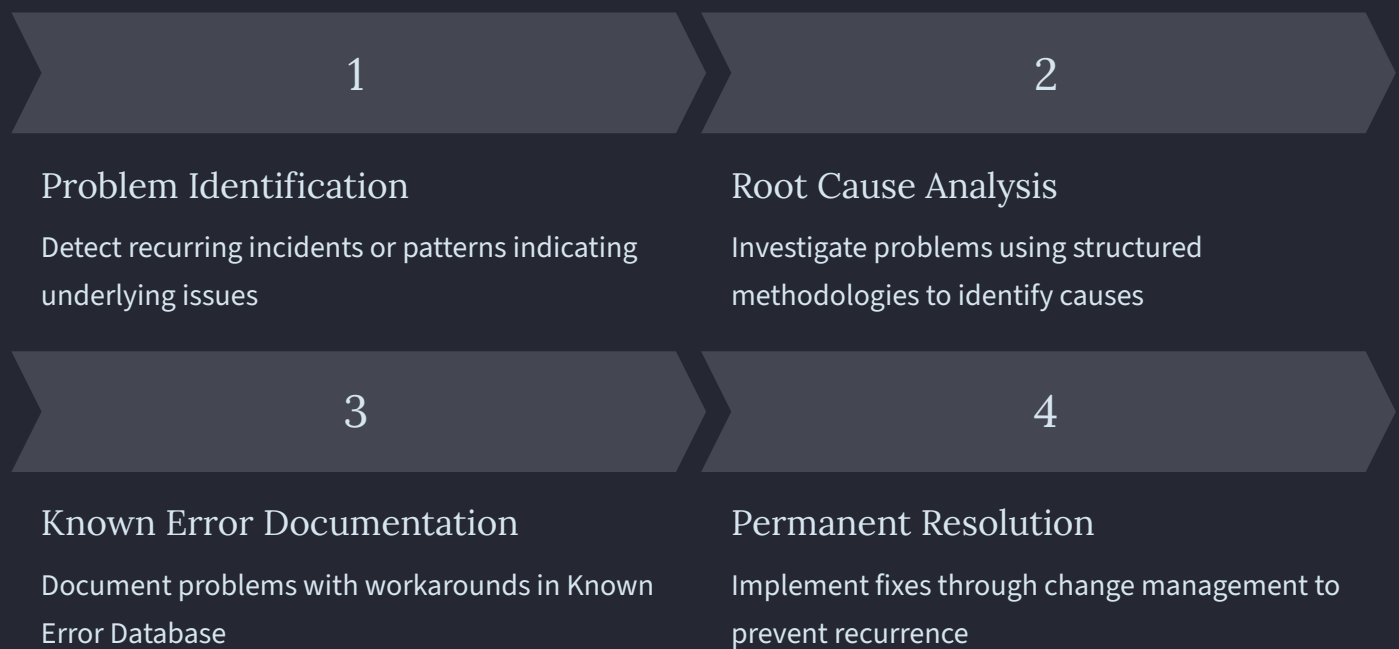 1
Problem Identification
Detect recurring incidents or patterns indicating
underlying issues
2
Root Cause Analysis
Investigate problems using structured
methodologies to identify causes
3
Known Error Documentation
Document problems with workarounds in Known
Error Database
4
Permanent Resolution
Implement fixes through change management to
prevent recurrence